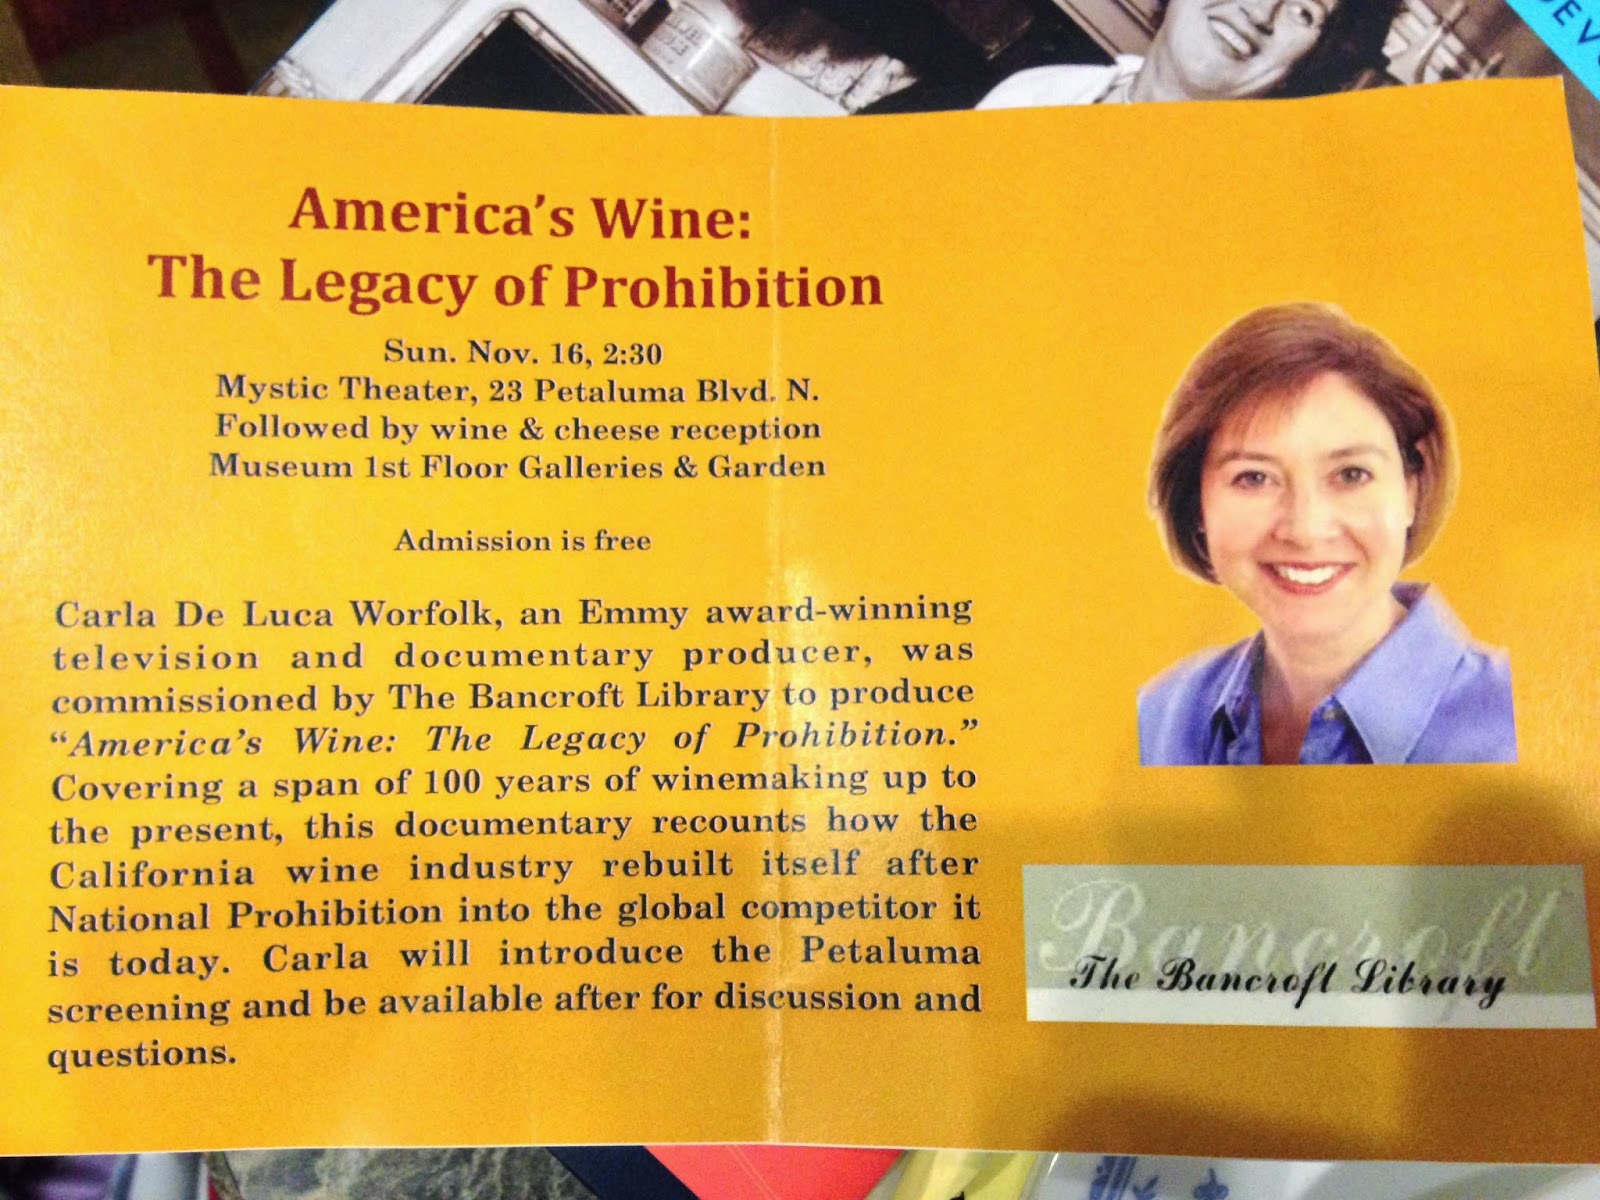 DEV
America's Wine:
The Legacy of Prohibition
Sun. Nov. 16, 2:30
Mystic Theater, 23 Petaluma Blvd. N.
Followed by wine & cheese reception
Museum 1st Floor Galleries & Garden
Admission is free
Carla De Luca Worfolk, an Emmy award-winning
television and documentary producer, was
commissioned by The Bancroft Library to produce
“America's Wine: The Legacy of Prohibition.”
Covering a span of 100 years of winemaking up to
the present, this documentary recounts how the
California wine industry rebuilt itself after
National Prohibition into the global competitor it
is today. Carla will introduce the Petaluma
screening and be available after for discussion and
questions.
Bancroft
The Bancroft Library